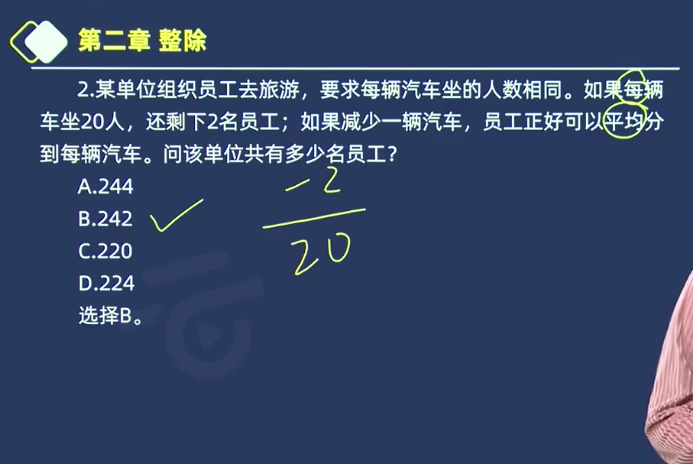 第二章 整除
2.某单位组织员工去旅游，要求每辆汽车坐的人数相同。如果每辆
车坐20人，还剩下2名员工；如果减少一辆汽车，员工正好可以平均分
到每辆汽车。问该单位共有多少名员工？
A.244
B.242
C.220
D.224
选择B。
-2
20